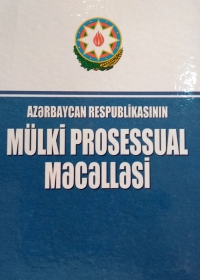 AZƏRBAYCAN RESPUBLİKASININ
MÜLKİ PROSESSUAL
MƏCƏLLƏSİ